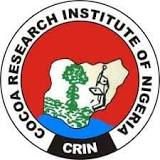 COCOA RESEARCH INSTITUTE OF NIGERIA
CRIN